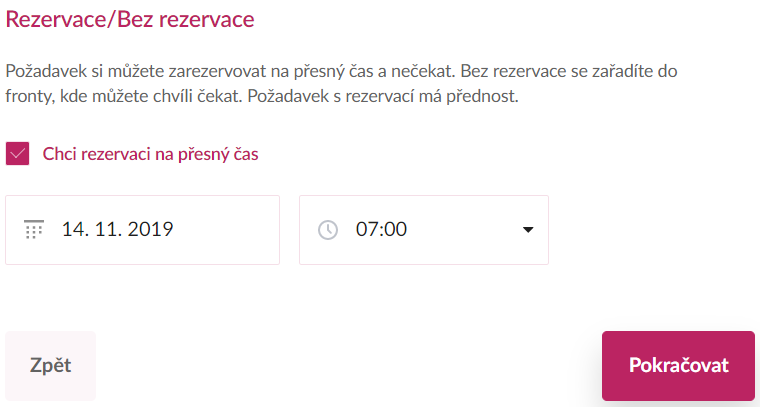 Rezervace/Bez rezervace
Požadavek si můžete zarezervovat na přesný čas a nečekat. Bez rezervace se zařadíte do
fronty, kde můžete chvíli čekat. Požadavek s rezervací má přednost.
Chci rezervaci na přesný čas
14. 11. 2019
07:00
Zpět
Pokračovat